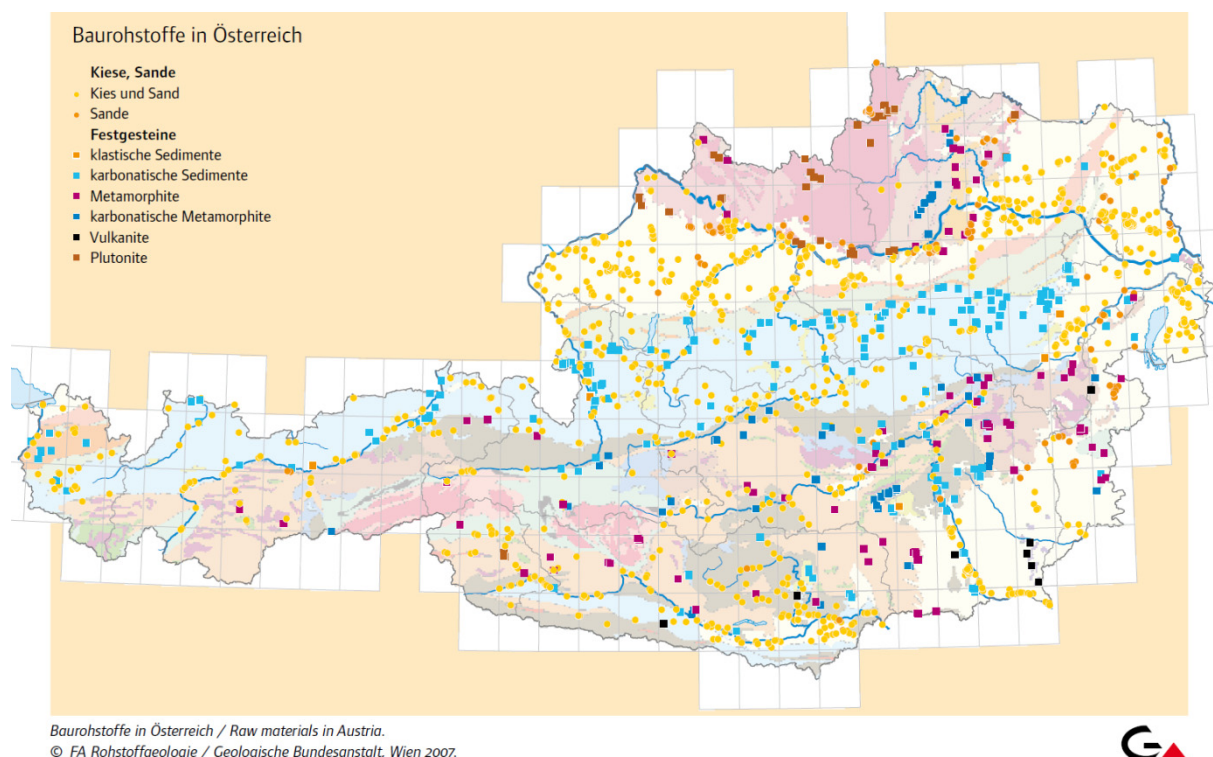 Baurohstoffe in Österreich
Kiese, Sande
Kies und Sand
Sande
Festgesteine
klastische Sedimente
karbonatische Sedimente
Metamorphite
karbonatische Metamorphite
Vulkanite
Plutonite
Baurohstoffe in Österreich / Raw materials in Austria.
© FA Rohstoffgeologie / Geologische Bundesanstalt, Wien 2007.